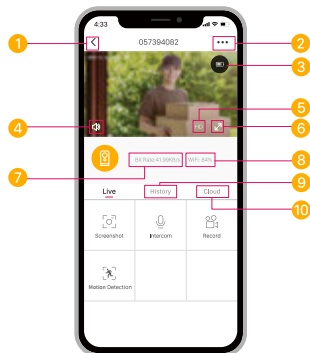 4:33
1
057394082
2
3
4
HD
5
6
Bit Rate:41.99KB/s
WIFI: 84%
7
8
Live
History
Cloud
9
10
Screenshot
Intercom
Record
Motion Detection